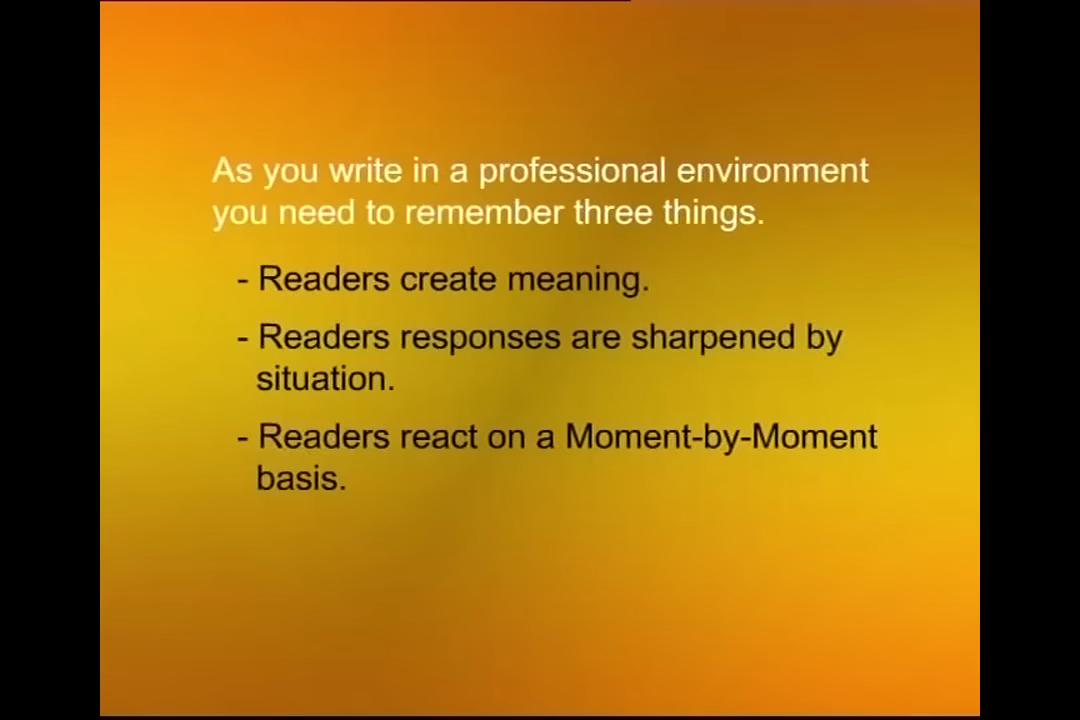 As you write in a professional environment
you need to remember three things.
- Readers create meaning.
- Readers responses are sharpened by
situation.
- Readers react on a Moment-by-Moment
basis.